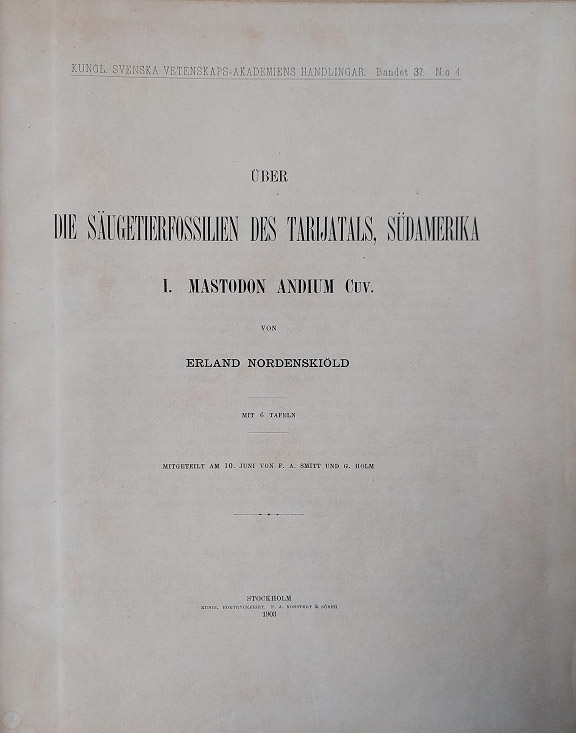 KUNGL. SVENSKA VETENSKAPS-AKADEMIENS HANDLINGAR. Bandet 37. N:o 4.
ÜBER
DIE SÄUGETIERFOSSILIEN DES TARIJATALS, SÜDAMERIKA
I. MASTODON ANDIUM CUV.
VON
ERLAND NORDENSKIÖLD
MIT 6 TAFELN
MITGETEILT AM 10. JUNI VON F. A. SMITT UND G. HOLM
STOCKHOLM
KUNGL. BOKTRYCKERIET. P. A. NORSTEDT & SÖNER
1903